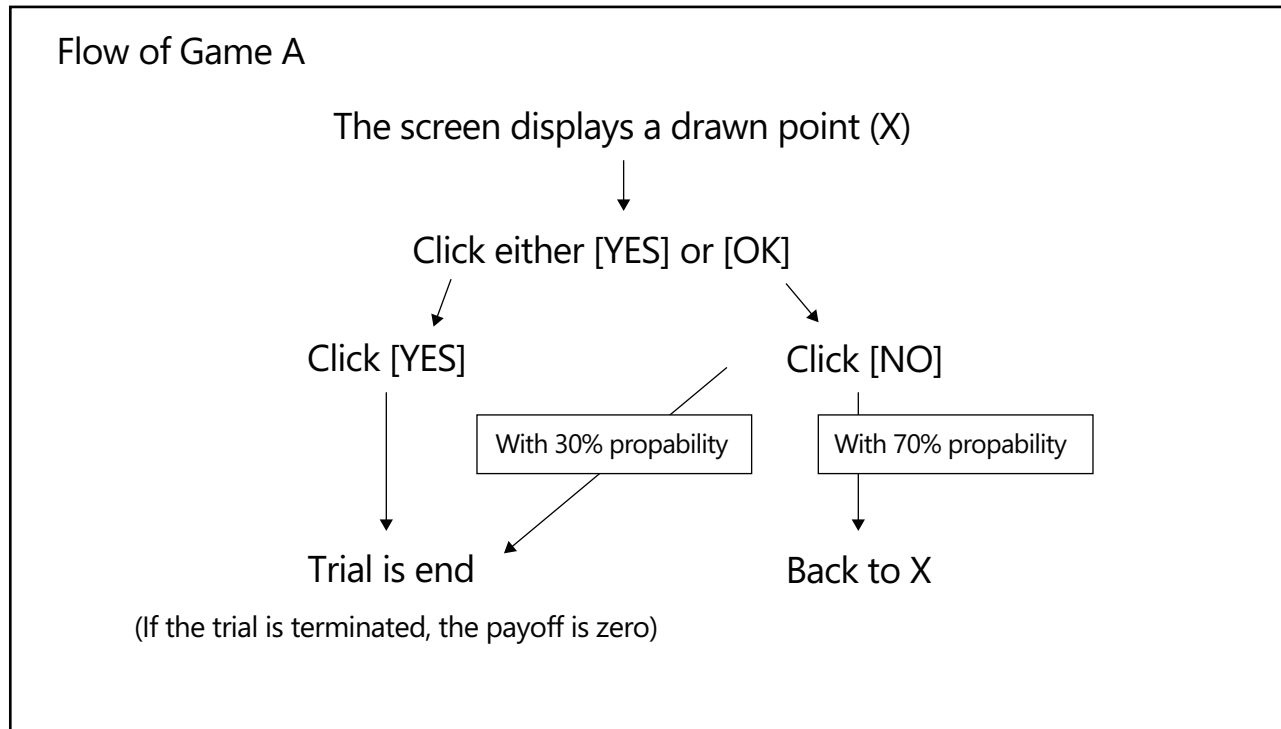 Flow of Game A
The screen displays a drawn point (X)
Click either [YES] or [OK]
Click [YES]
Click [NO]
With 30% propability
With 70% propability
Trial is end
Back to X
(If the trial is terminated, the payoff is zero)